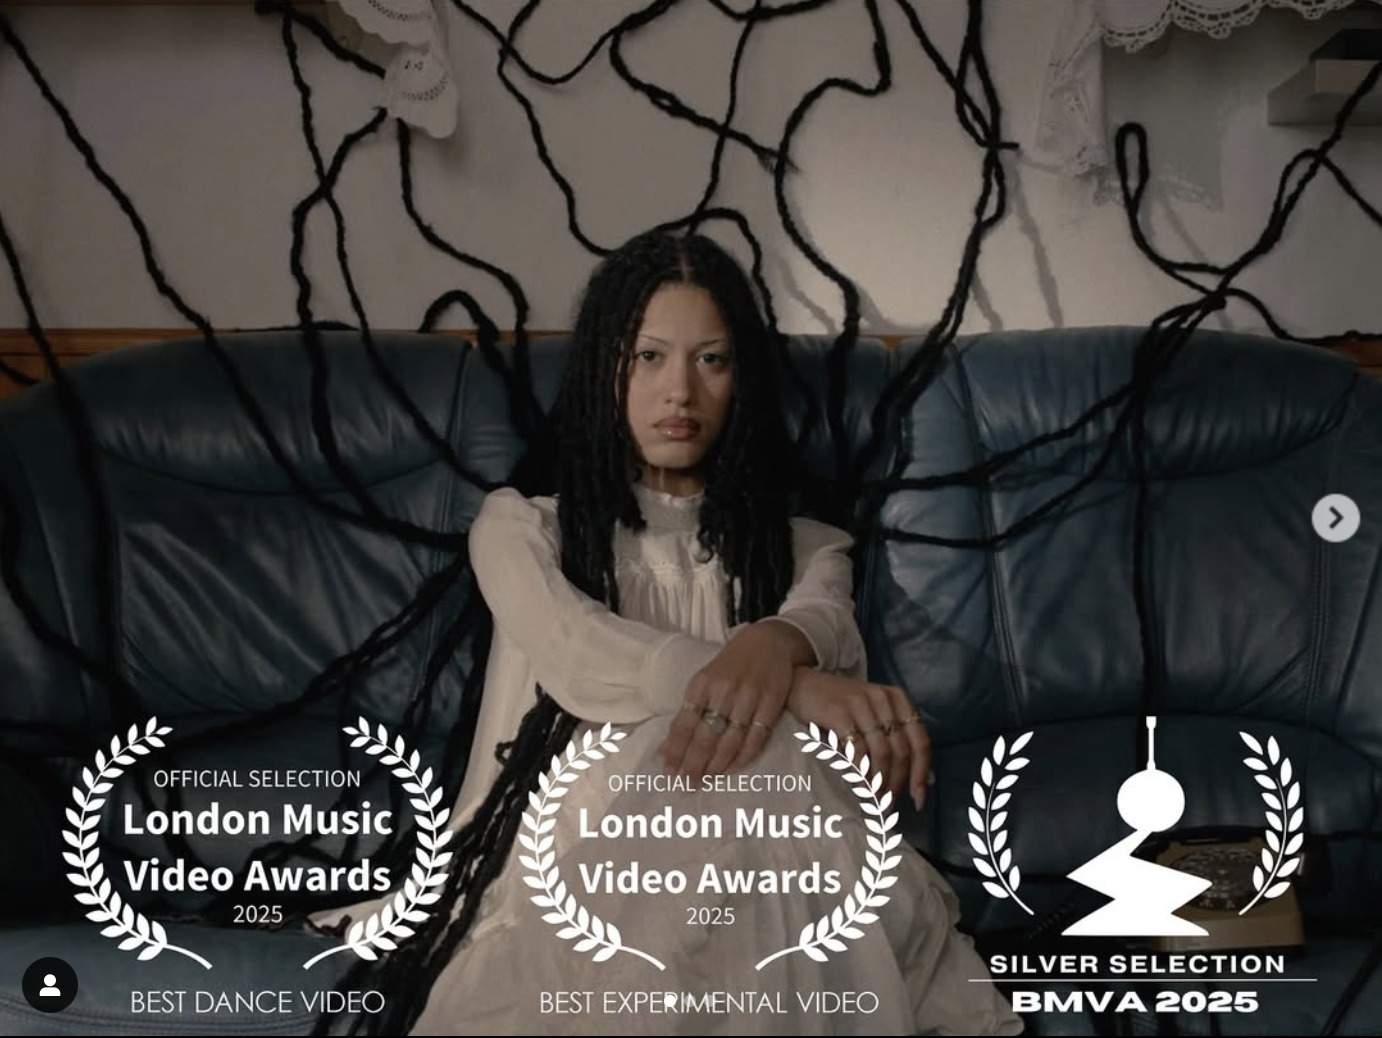 OFFICIAL SELECTION
London Music
Video Awards
2025
BEST DANCE VIDEO
OFFICIAL SELECTION
London Music
Video Awards
2025
BEST EXPERIMENTAL VIDEO
SILVER SELECTION
BMVA 2025